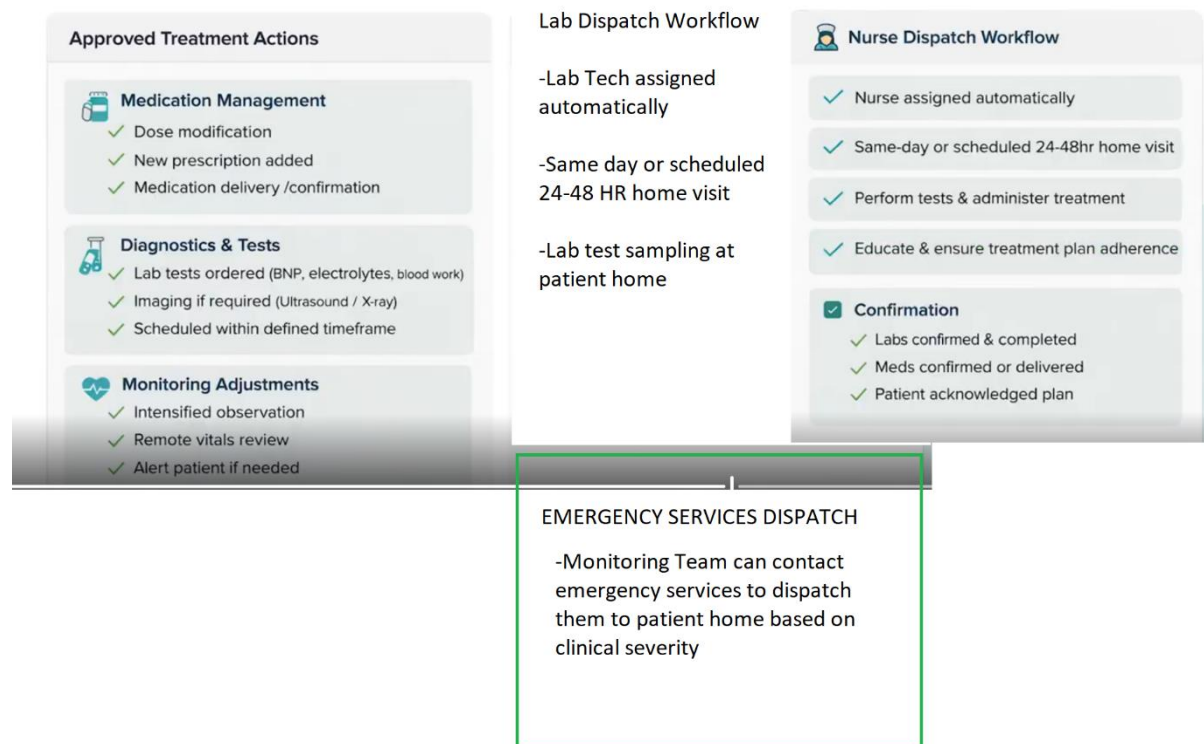 Approved Treatment Actions
Medication Management
Dose modification
New prescription added
Medication delivery /confirmation
Diagnostics & Tests
Lab tests ordered (BNP, electrolytes, blood work)
Imaging if required (Ultrasound / X-ray)
Scheduled within defined timeframe
Monitoring Adjustments
Intensified observation
Remote vitals review
Alert patient if needed
Lab Dispatch Workflow
-Lab Tech assigned
automatically
-Same day or scheduled
24-48 HR home visit
-Lab test sampling at
patient home
Nurse Dispatch Workflow
Nurse assigned automatically
Same-day or scheduled 24-48hr home visit
Perform tests & administer treatment
Educate & ensure treatment plan adherence
Confirmation
Labs confirmed & completed
Meds confirmed or delivered
Patient acknowledged plan
EMERGENCY SERVICES DISPATCH
-Monitoring Team can contact
emergency services to dispatch
them to patient home based on
clinical severity